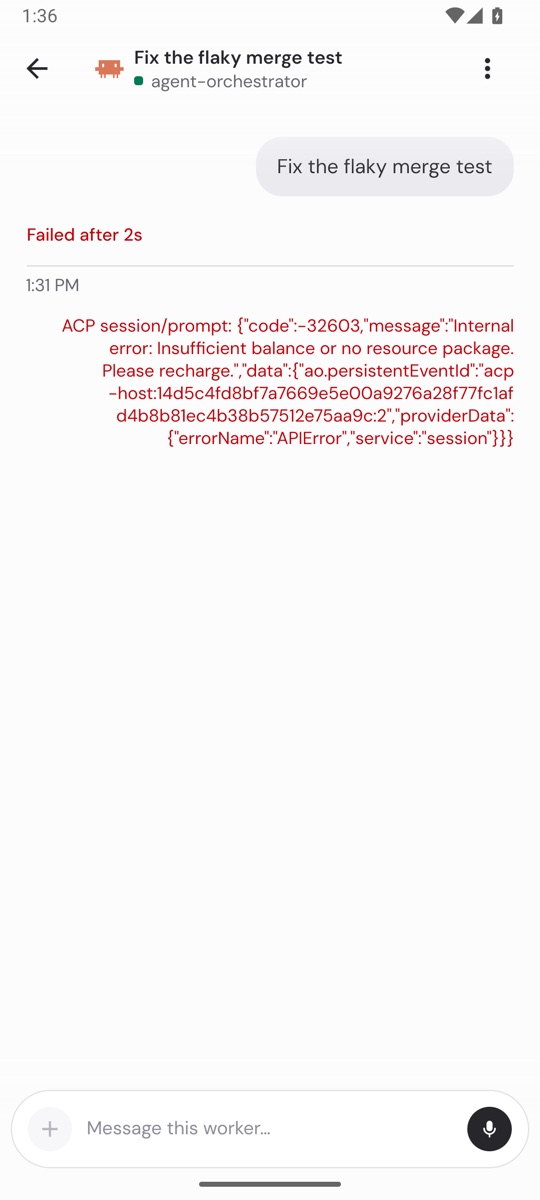 1:36
Fix the flaky merge test
agent-orchestrator
Fix the flaky merge test
Failed after 2s
1:31 PM
ACP session/prompt: {"code":-32603,"message":"Internal
error: Insufficient balance or no resource package.
Please recharge.","data":{"ao.persistentEventId":"acp
-host:14d5c4fd8bf7a7669e5e00a9276a28f77fc1af
d4b8b81ec4b38b57512e75aa9c:2","providerData":
{"errorName":"APIError","service":"session"}}}
Message this worker...